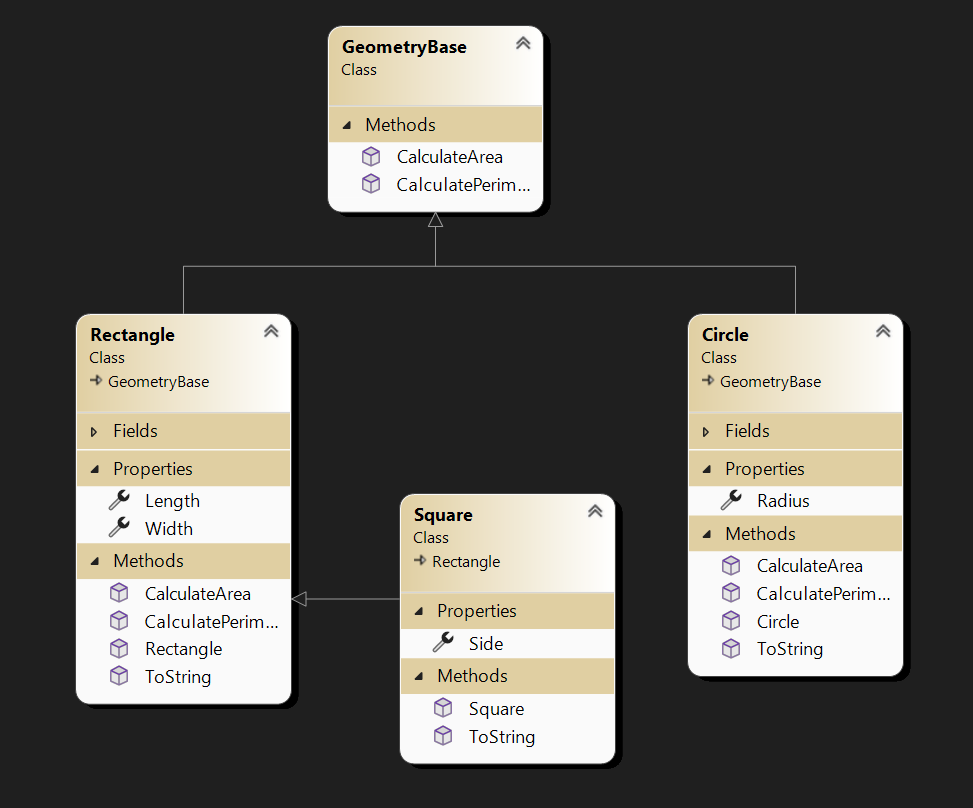 GeometryBase
Class
Methods
CalculateArea
CalculatePerim...
Rectangle
Class
GeometryBase
Fields
Properties
Length
Width
Methods
CalculateArea
CalculatePerim...
Rectangle
ToString
Square
Class
Rectangle
Properties
Side
Methods
Square
ToString
Circle
Class
GeometryBase
Fields
Properties
Radius
Methods
CalculateArea
CalculatePerim...
Circle
ToString